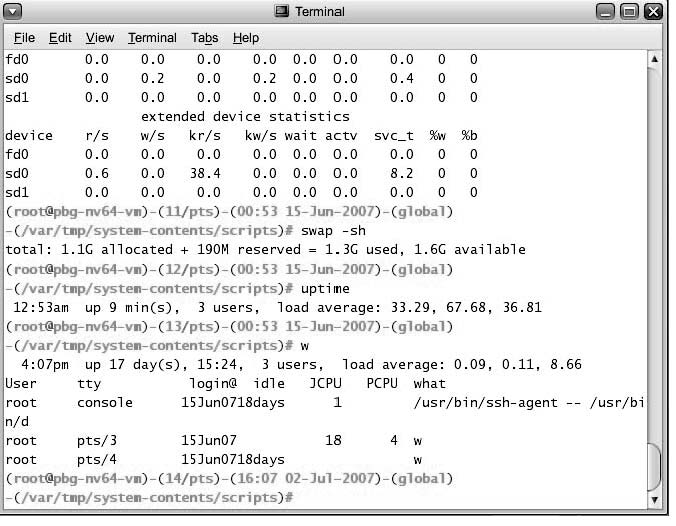 Terminal
File Edit View Terminal Tabs Help
fd0 0.0 0.0 0.0 0.0 0.0 0.0 0.0 0 0
sd0 0.0 0.2 0.0 0.2 0.0 0.0 0.4 0 0
sd1 0.0 0.0 0.0 0.0 0.0 0.0 0.0 0 0
extended device statistics
device r/s w/s kr/s kw/s wait actv svc_t %w %b
fd0 0.0 0.0 0.0 0.0 0.0 0.0 0.0 0 0
sd0 0.6 0.0 38.4 0.0 0.0 0.0 8.2 0 0
sd1 0.0 0.0 0.0 0.0 0.0 0.0 0.0 0 0
(root@pbg-nv64-vm)-(11/pts)-(00:53 15-Jun-2007)-(global)
-(/var/tmp/system-contents/scripts)# swap -sh
total: 1.1G allocated + 190M reserved = 1.3G used, 1.6G available
(root@pbg-nv64-vm)-(12/pts)-(00:53 15-Jun-2007)-(global)
-(/var/tmp/system-contents/scripts)# uptime
12:53am up 9 min(s), 3 users, load average: 33.29, 67.68, 36.81
(root@pbg-nv64-vm)-(13/pts)-(00:53 15-Jun-2007)-(global)
-(/var/tmp/system-contents/scripts)# w
4:07pm up 17 day(s), 15:24, 3 users, load average: 0.09, 0.11, 8.66
User tty login@ idle JCPU PCPU what
root console 15Jun0718days 1 /usr/bin/ssh-agent -- /usr/bi
n/d
root pts/3 15Jun07 18 4 w
root pts/4 15Jun0718days w
(root@pbg-nv64-vm)-(14/pts)-(16:07 02-Jul-2007)-(global)
-(/var/tmp/system-contents/scripts)#